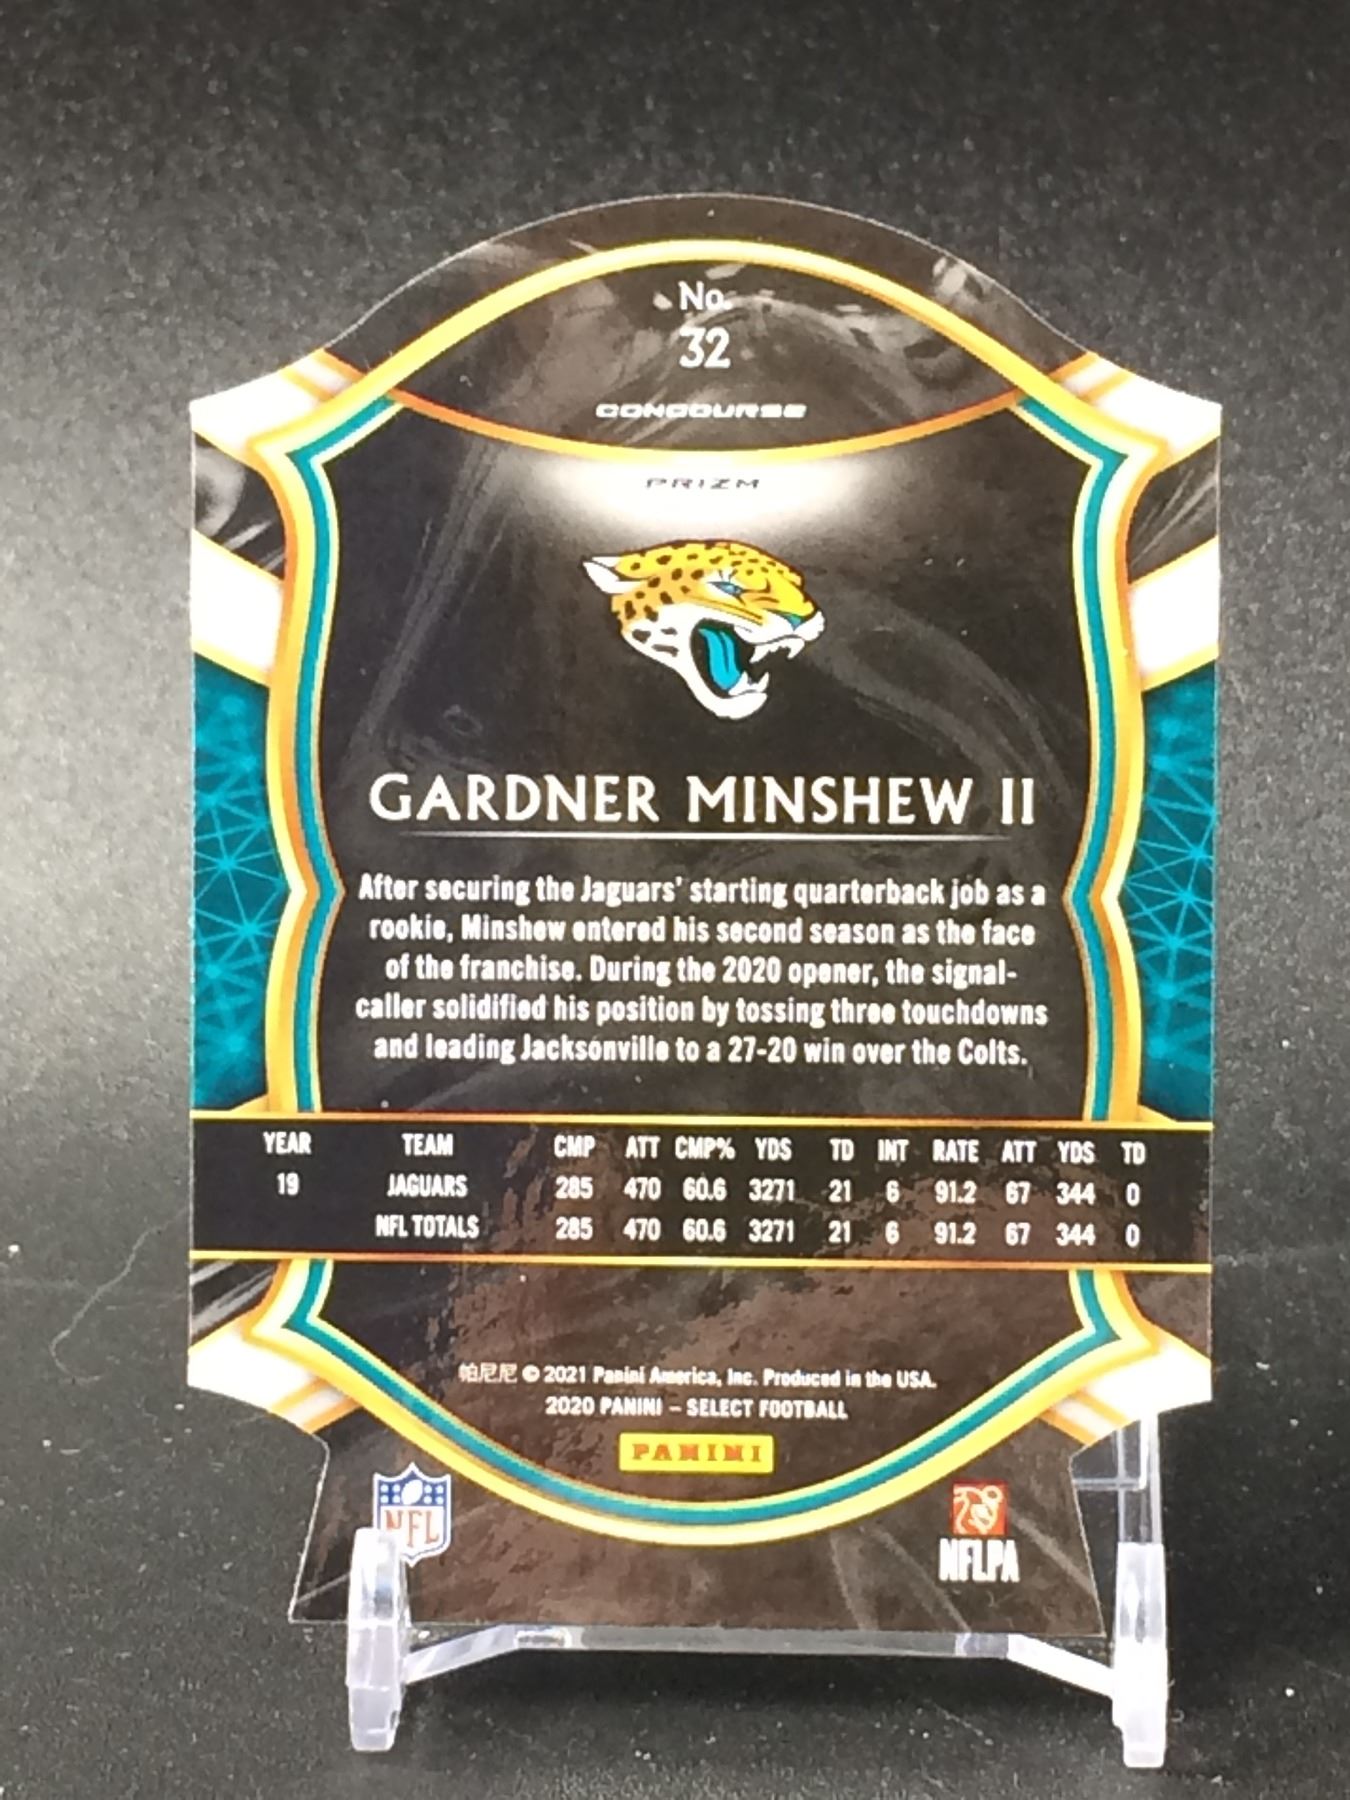 No.
32
CONCOURSE
PRIZM
GARDNER MINSHEW II
After securing the Jaguars' starting quarterback job as a
rookie, Minshew entered his second season as the face
of the franchise. During the 2020 opener, the signal-
caller solidified his position by tossing three touchdowns
and leading Jacksonville to a 27-20 win over the Colts.
YEAR TEAM CMP ATT CMP% YDS TD INT RATE ATT YDS TD
19 JAGUARS 285 470 60.6 3271 21 6 91.2 67 344 0
NFL TOTALS 285 470 60.6 3271 21 6 91.2 67 344 0
帕尼尼 © 2021 Panini America, Inc. Produced in the USA.
2020 PANINI – SELECT FOOTBALL
PANINI
NFL
NFLPA